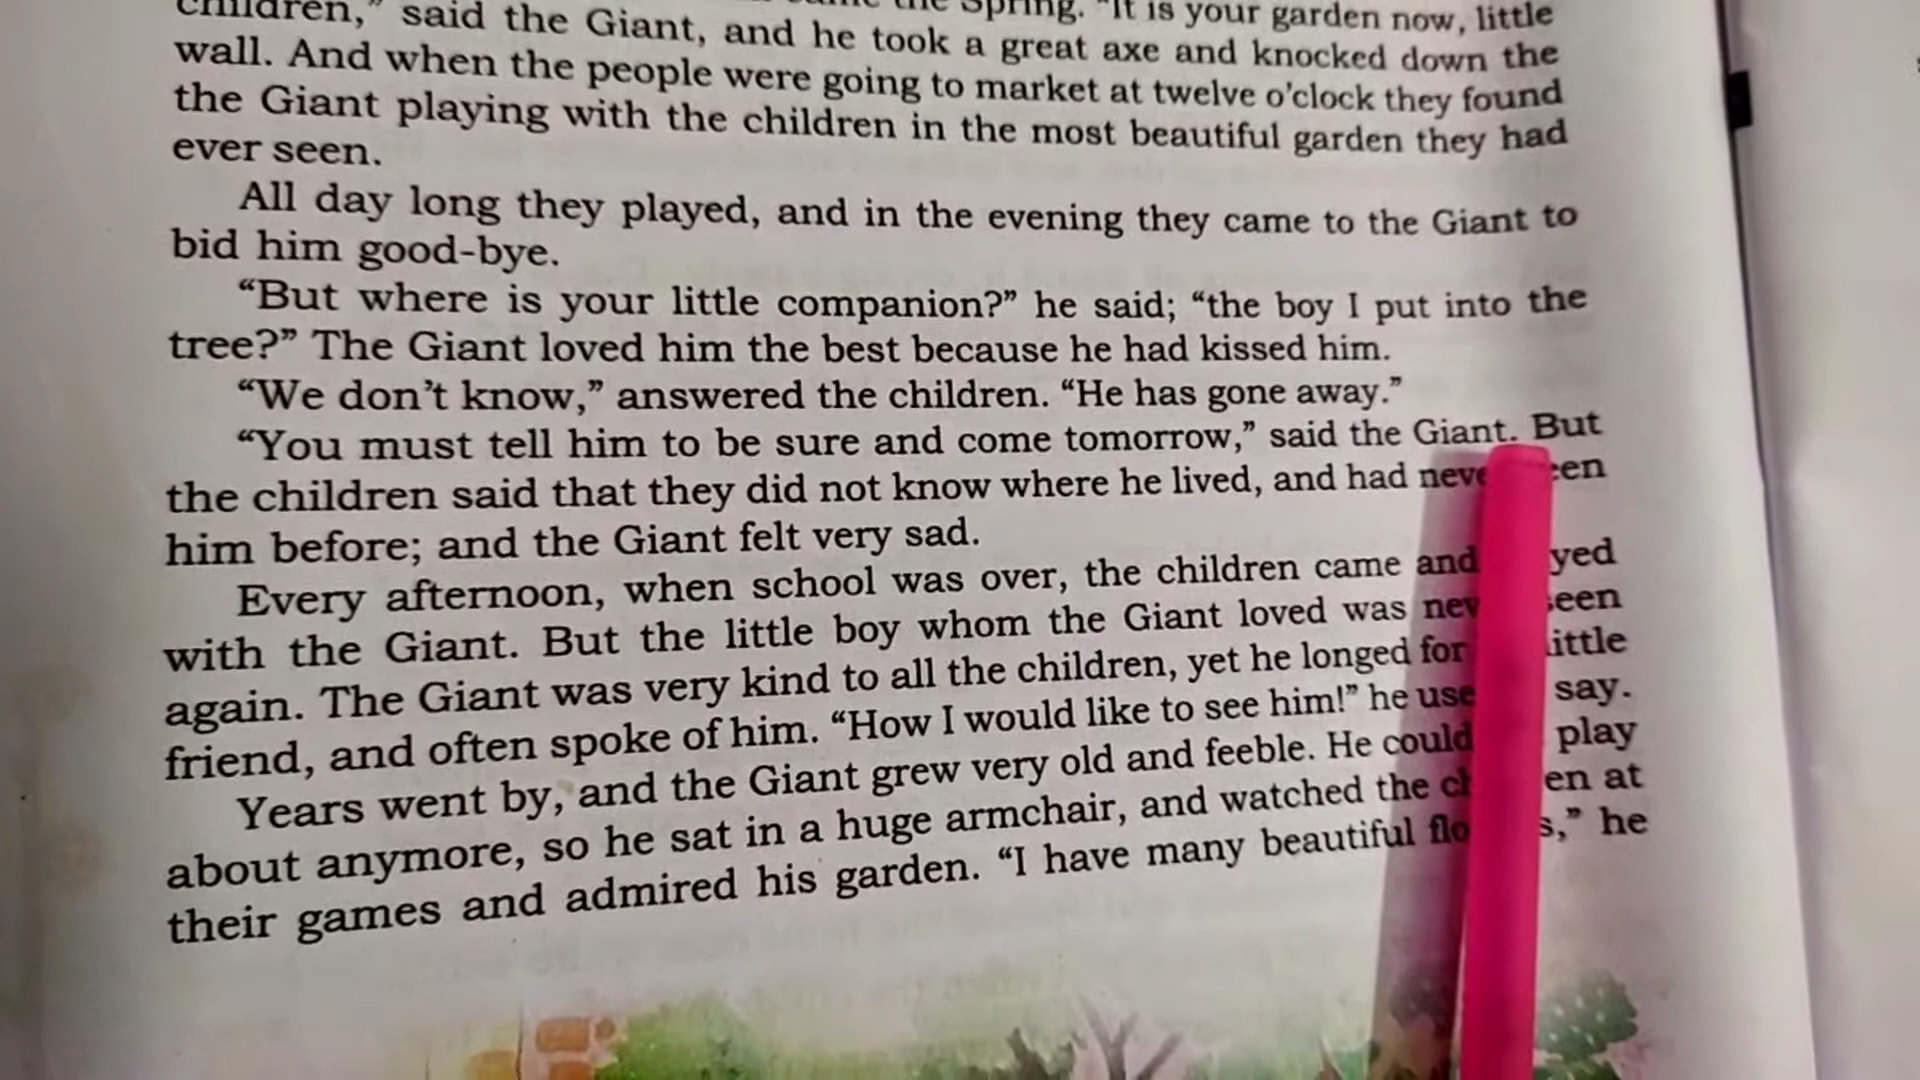 children,” said the Giant, and he took a great axe and knocked down the
the Spring. “It is your garden now, little
wall. And when the people were going to market at twelve o’clock they found
the Giant playing with the children in the most beautiful garden they had
ever seen.
All day long they played, and in the evening they came to the Giant to
bid him good-bye.
“But where is your little companion?” he said; “the boy I put into the
tree?” The Giant loved him the best because he had kissed him.
“We don’t know,” answered the children. “He has gone away.”
“You must tell him to be sure and come tomorrow,” said the Giant. But
the children said that they did not know where he lived, and had
him before; and the Giant felt very sad.
Every afternoon, when school was over, the children came and
with the Giant. But the little boy whom the Giant loved was
again. The Giant was very kind to all the children, yet he longed for
friend, and often spoke of him. “How I would like to see him!” he say.
Years went by, and the Giant grew very old and feeble. He could play
about anymore, so he sat in a huge armchair, and watched the at
their games and admired his garden. “I have many beautiful he